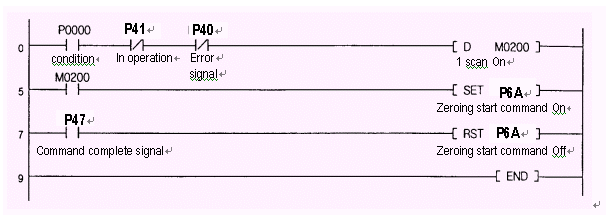 P0000 P41 P40
0 [ D M0200 ]
condition In operation Error signal 1 scan On
M0200
5 [ SET P6A ]
Zeroing start command On
P47
7 [ RST P6A ]
Command complete signal Zeroing start command Off
9 [ END ]